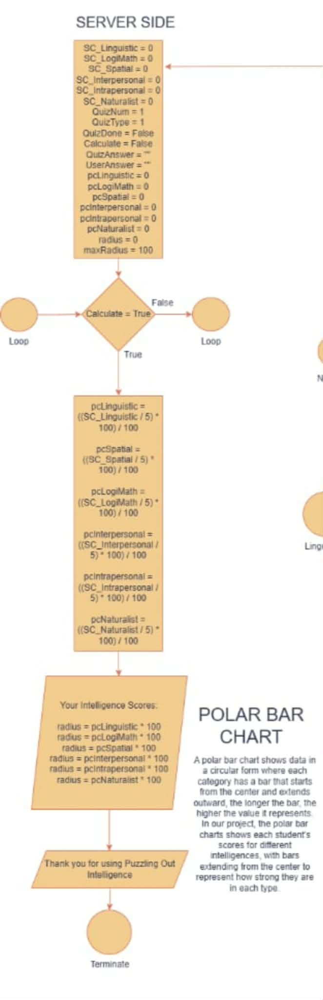 SERVER SIDE
SC_Linguistic = 0
SC_LogiMath = 0
SC_Spatial = 0
SC_Interpersonal = 0
SC_Intrapersonal = 0
SC_Naturalist = 0
QuizNum = 1
QuizType = 1
QuizDone = False
Calculate = False
QuizAnswer = ""
UserAnswer = ""
pcLinguistic = 0
pcLogiMath = 0
pcSpatial = 0
pcInterpersonal = 0
pcIntrapersonal = 0
pcNaturalist = 0
radius = 0
maxRadius = 100
Calculate = True
False
Loop
Loop
True
N
pcLinguistic =
((SC_Linguistic / 5) *
100) / 100
pcSpatial =
((SC_Spatial / 5) *
100) / 100
pcLogiMath =
((SC_LogiMath / 5) *
100) / 100
pcInterpersonal =
((SC_Interpersonal /
5) * 100) / 100
pcIntrapersonal =
((SC_Intrapersonal /
5) * 100) / 100
pcNaturalist =
((SC_Naturalist / 5) *
100) / 100
Your Intelligence Scores:
radius = pcLinguistic * 100
radius = pcLogiMath * 100
radius = pcSpatial * 100
radius = pcInterpersonal * 100
radius = pcIntrapersonal * 100
radius = pcNaturalist * 100
POLAR BAR
CHART
A polar bar chart shows data in
a circular form where each
category has a bar that starts
from the center and extends
outward, the longer the bar, the
higher the value it represents.
In our project, the polar bar
charts shows each student's
scores for different
intelligences, with bars
extending from the center to
represent how strong they are
in each type.
Thank you for using Puzzling Out
Intelligence
Terminate